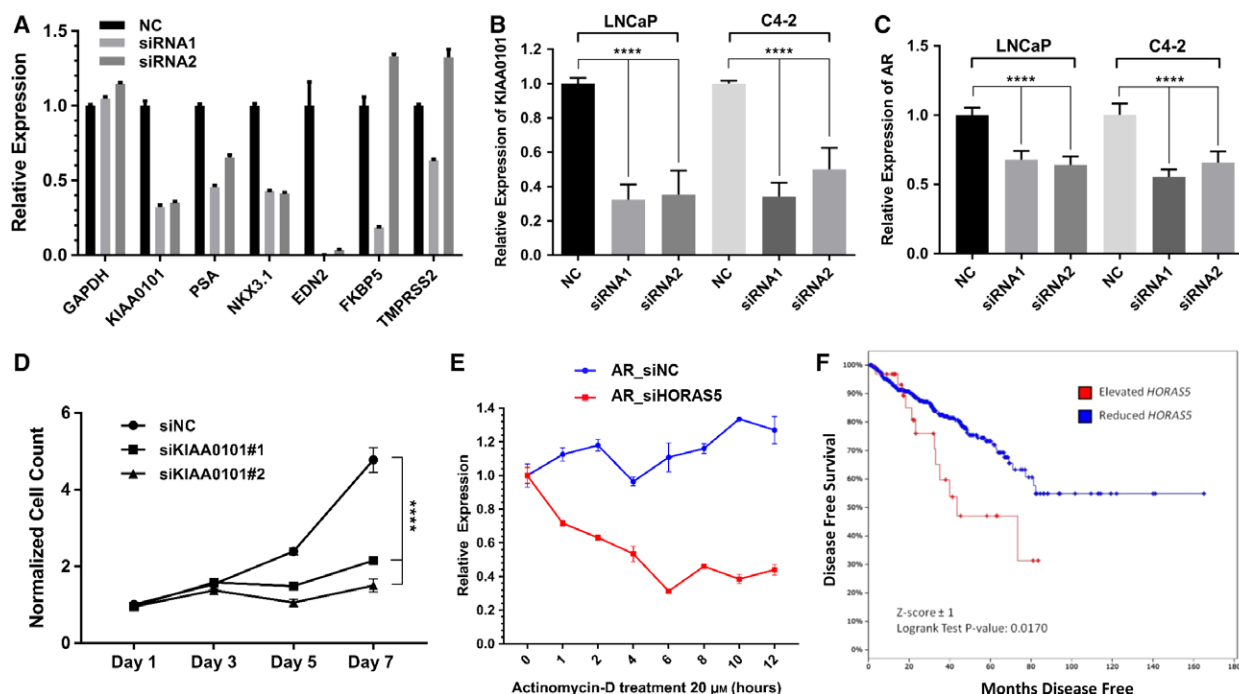 A
NC
siRNA1
siRNA2
Relative Expression
1.5
1.0
0.5
0.0
GAPDH
KIAA0101
PSA
NKX3.1
EDN2
FKBP5
TMPRSS2
B
LNCaP
C4-2
****
****
Relative Expression of KIAA0101
1.2
1.0
0.8
0.6
0.4
0.2
0.0
NC
siRNA1
siRNA2
NC
siRNA1
siRNA2
C
LNCaP
C4-2
****
****
Relative Expression of AR
1.5
1.0
0.5
0.0
NC
siRNA1
siRNA2
NC
siRNA1
siRNA2
D
siNC
siKIAA0101#1
siKIAA0101#2
****
Normalized Cell Count
6
4
2
0
Day 1
Day 3
Day 5
Day 7
E
AR_siNC
AR_siHORAS5
Relative Expression
1.4
1.2
1.0
0.8
0.6
0.4
0.2
0.0
0
1
2
4
6
8
10
12
Actinomycin-D treatment 20 μM (hours)
F
Elevated HORAS5
Reduced HORAS5
Disease Free Survival
100%
90%
80%
70%
60%
50%
40%
30%
20%
10%
0%
Z-score ± 1
Logrank Test P-value: 0.0170
0
20
40
60
80
100
120
140
160
180
Months Disease Free